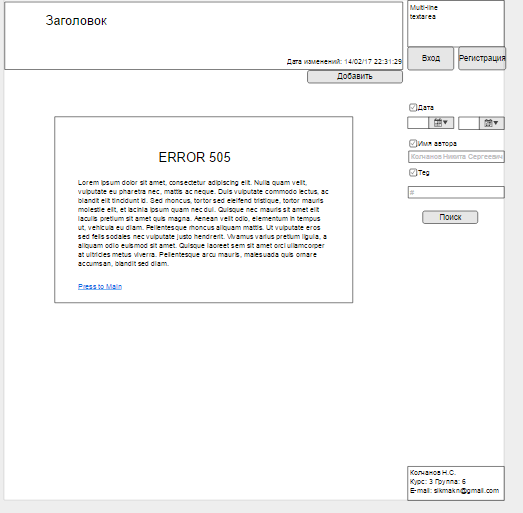 Заголовок
Дата изменений: 14/02/17 22:31:29
Добавить
Multi-line
textarea
Вход
Регистрация
Дата
Имя автора
Колчанов Никита Сергеевич
Teg
#
Поиск
ERROR 505
Lorem ipsum dolor sit amet, consectetur adipiscing elit. Nulla quam velit,
vulputate eu pharetra nec, mattis ac neque. Duis vulputate commodo lectus, ac
blandit elit tincidunt id. Sed rhoncus, tortor sed eleifend tristique, tortor mauris
molestie elit, et lacinia ipsum quam nec dui. Quisque nec mauris sit amet elit
iaculis pretium sit amet quis magna. Aenean velit odio, elementum in tempus
ut, vehicula eu diam. Pellentesque rhoncus aliquam mattis. Ut vulputate eros
sed felis sodales nec vulputate justo hendrerit. Vivamus varius pretium ligula, a
aliquam odio euismod sit amet. Quisque laoreet sem sit amet orci ullamcorper
at ultricies metus viverra. Pellentesque arcu mauris, malesuada quis ornare
accumsan, blandit sed diam.
Press to Main
Колчанов Н.С.
Курс: 3 Группа: 6
E-mail: sikmakn@gmail.com